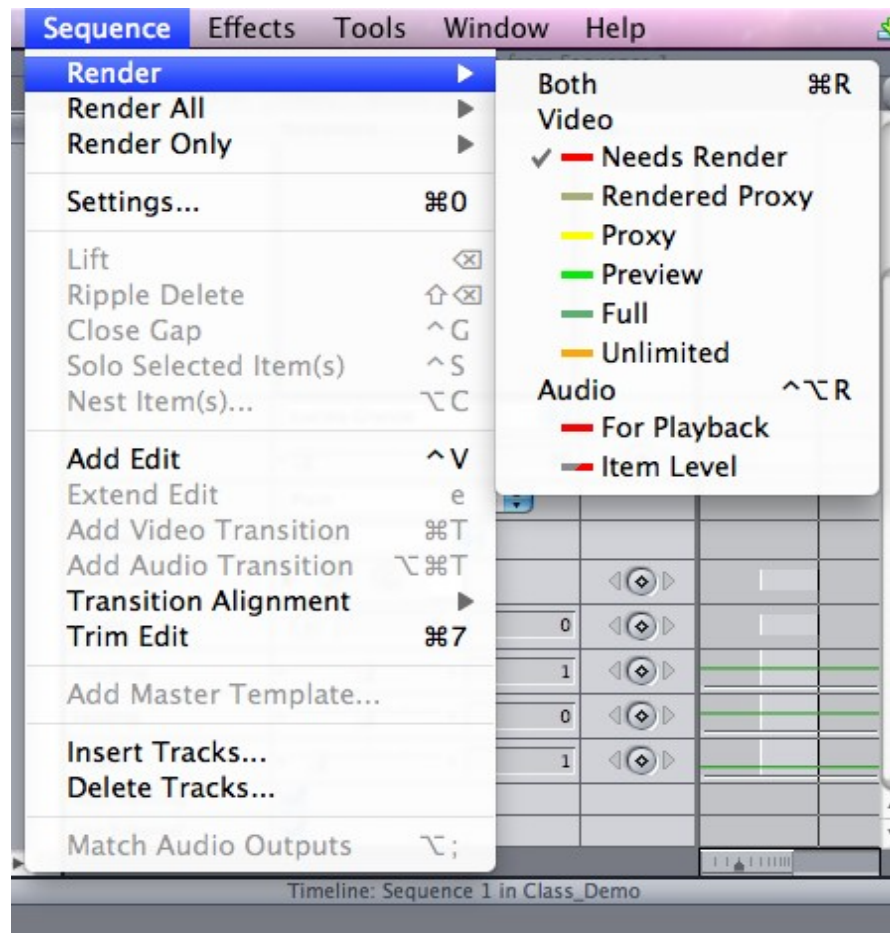 Sequence Effects Tools Window Help
Render
Render All
Render Only
Settings... ⌘0
Lift ⌫
Ripple Delete ⇧⌫
Close Gap ^G
Solo Selected Item(s) ^S
Nest Item(s)... ⌥C
Add Edit ^V
Extend Edit e
Add Video Transition ⌘T
Add Audio Transition ⌥⌘T
Transition Alignment
Trim Edit ⌘7
Add Master Template...
Insert Tracks...
Delete Tracks...
Match Audio Outputs ⌥;
Both ⌘R
Video
✓ Needs Render
Rendered Proxy
Proxy
Preview
Full
Unlimited
Audio ^⌥R
For Playback
Item Level
0
1
0
1
Timeline: Sequence 1 in Class_Demo